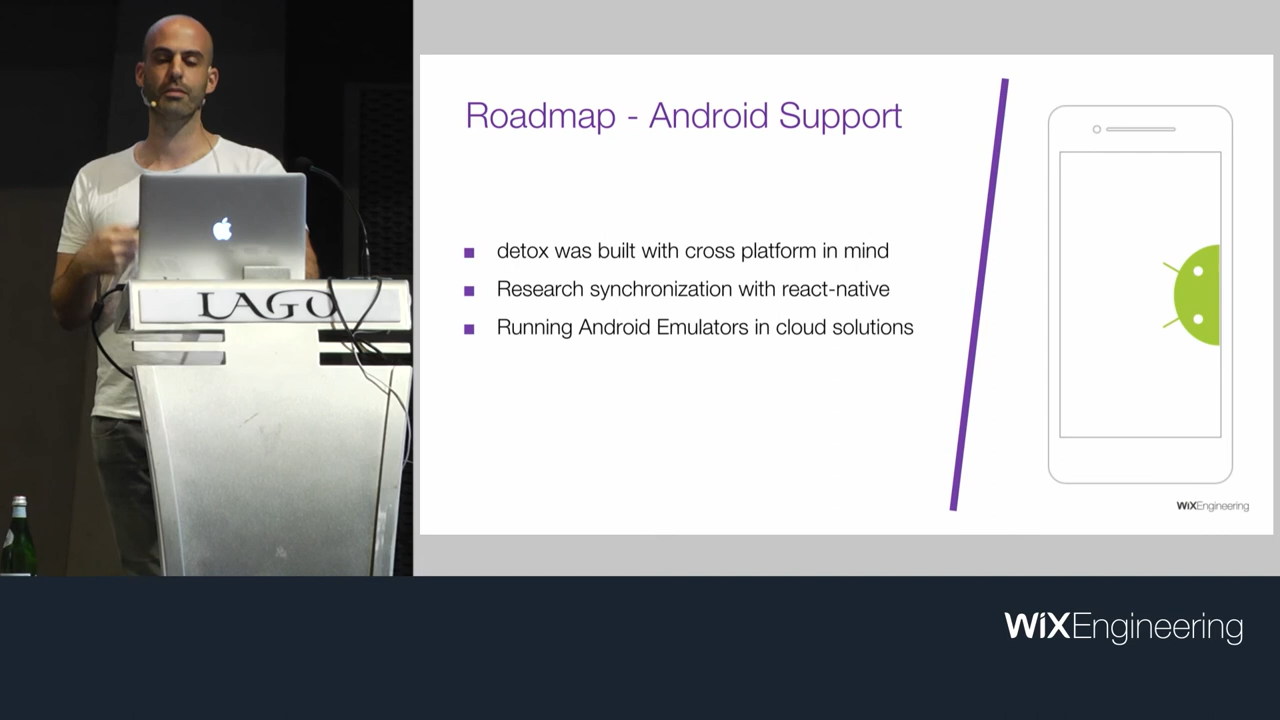 LAGO
Roadmap - Android Support
detox was built with cross platform in mind
Research synchronization with react-native
Running Android Emulators in cloud solutions
WiXEngineering
WiXEngineering